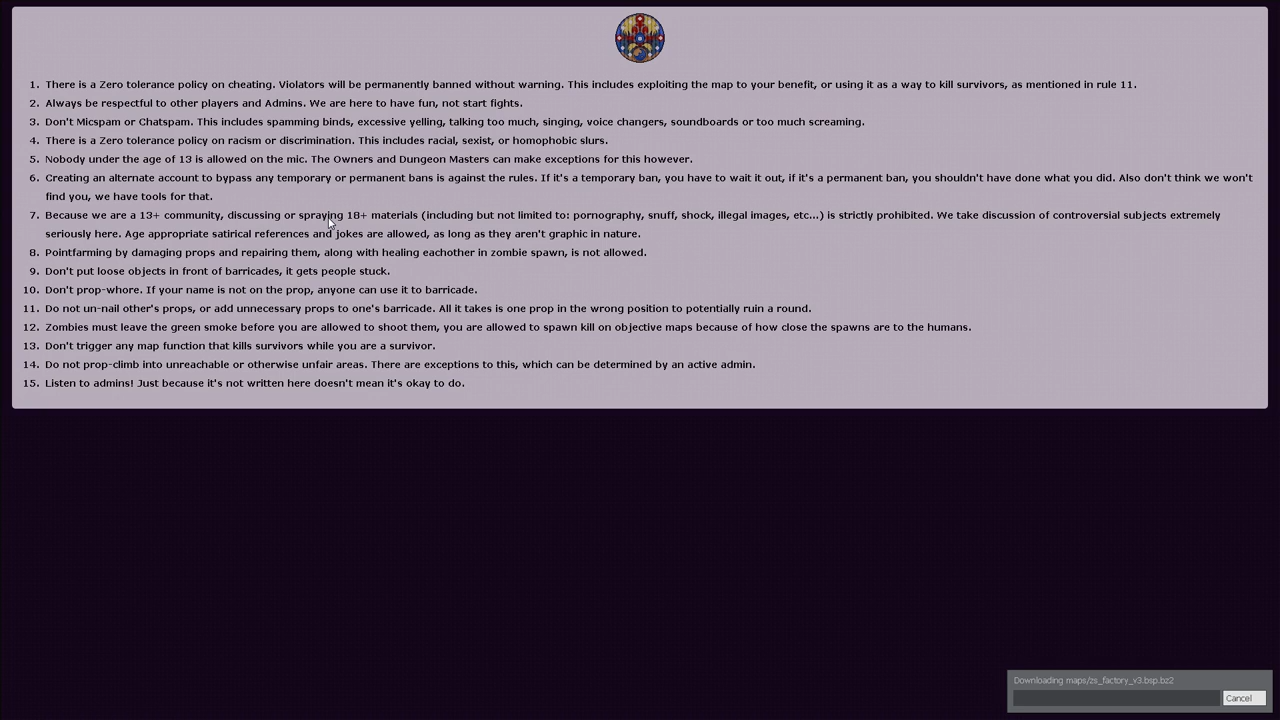 1. There is a Zero tolerance policy on cheating. Violators will be permanently banned without warning. This includes exploiting the map to your benefit, or using it as a way to kill survivors, as mentioned in rule 11.
2. Always be respectful to other players and Admins. We are here to have fun, not start fights.
3. Don't Micspam or Chatspam. This includes spamming binds, excessive yelling, talking too much, singing, voice changers, soundboards or too much screaming.
4. There is a Zero tolerance policy on racism or discrimination. This includes racial, sexist, or homophobic slurs.
5. Nobody under the age of 13 is allowed on the mic. The Owners and Dungeon Masters can make exceptions for this however.
6. Creating an alternate account to bypass any temporary or permanent bans is against the rules. If it's a temporary ban, you have to wait it out, if it's a permanent ban, you shouldn't have done what you did. Also don't think we won't
find you, we have tools for that.
7. Because we are a 13+ community, discussing or spraying 18+ materials (including but not limited to: pornography, snuff, shock, illegal images, etc...) is strictly prohibited. We take discussion of controversial subjects extremely
seriously here. Age appropriate satirical references and jokes are allowed, as long as they aren't graphic in nature.
8. Pointfarming by damaging props and repairing them, along with healing eachother in zombie spawn, is not allowed.
9. Don't put loose objects in front of barricades, it gets people stuck.
10. Don't prop-whore. If your name is not on the prop, anyone can use it to barricade.
11. Do not un-nail other's props, or add unnecessary props to one's barricade. All it takes is one prop in the wrong position to potentially ruin a round.
12. Zombies must leave the green smoke before you are allowed to shoot them, you are allowed to spawn kill on objective maps because of how close the spawns are to the humans.
13. Don't trigger any map function that kills survivors while you are a survivor.
14. Do not prop-climb into unreachable or otherwise unfair areas. There are exceptions to this, which can be determined by an active admin.
15. Listen to admins! Just because it's not written here doesn't mean it's okay to do.
Downloading maps/zs_factory_v3.bsp.bz2
Cancel